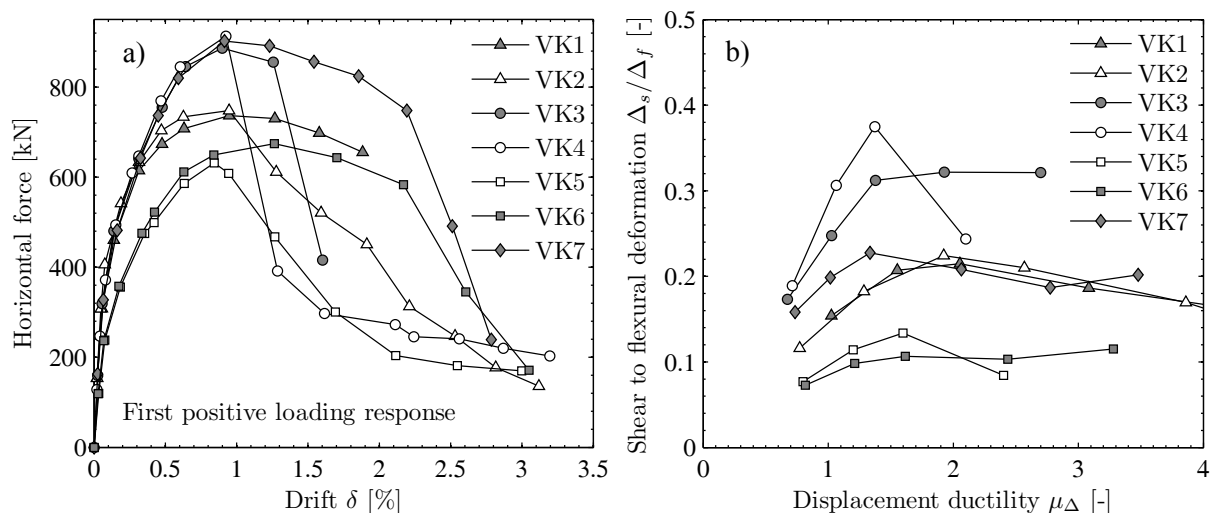 a)
Horizontal force [kN]
800
600
400
200
0
VK1
VK2
VK3
VK4
VK5
VK6
VK7
First positive loading response
0 0.5 1 1.5 2 2.5 3 3.5
Drift δ [%]
b)
Shear to flexural deformation Δs/Δf [-]
0.5
0.4
0.3
0.2
0.1
0
VK1
VK2
VK3
VK4
VK5
VK6
VK7
0 1 2 3 4
Displacement ductility μΔ [-]